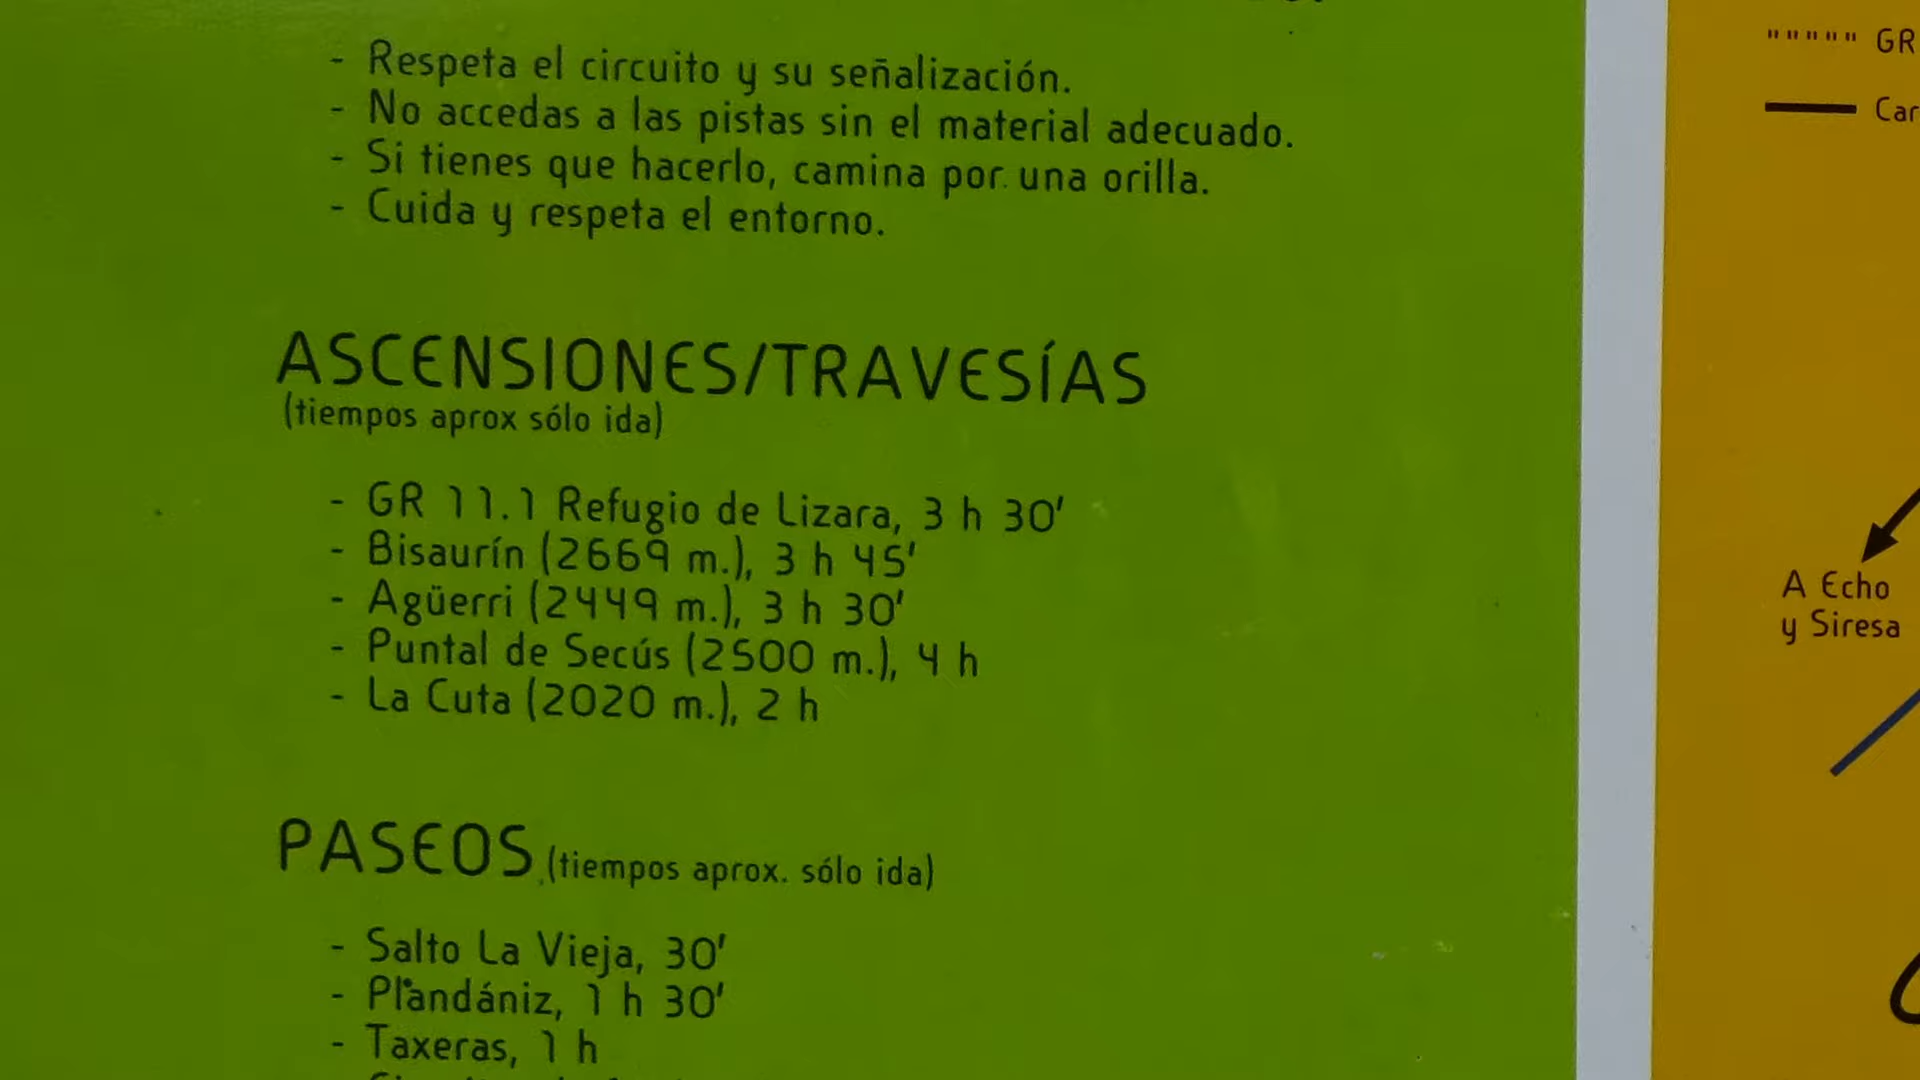 - Respeta el circuito y su señalización.
- No accedas a las pistas sin el material adecuado.
- Si tienes que hacerlo, camina por una orilla.
- Cuida y respeta el entorno.
ASCENSIONES/TRAVESÍAS
(tiempos aprox sólo ida)
- GR 11.1 Refugio de Lizara, 3 h 30'
- Bisaurín (2669 m.), 3 h 45'
- Agüerri (2449 m.), 3 h 30'
- Puntal de Secús (2500 m.), 4 h
- La Cuta (2020 m.), 2 h
PASEOS (tiempos aprox. sólo ida)
- Salto La Vieja, 30'
- Plandániz, 1 h 30'
- Taxeras, 1 h
GR
Car
A Echo
y Siresa